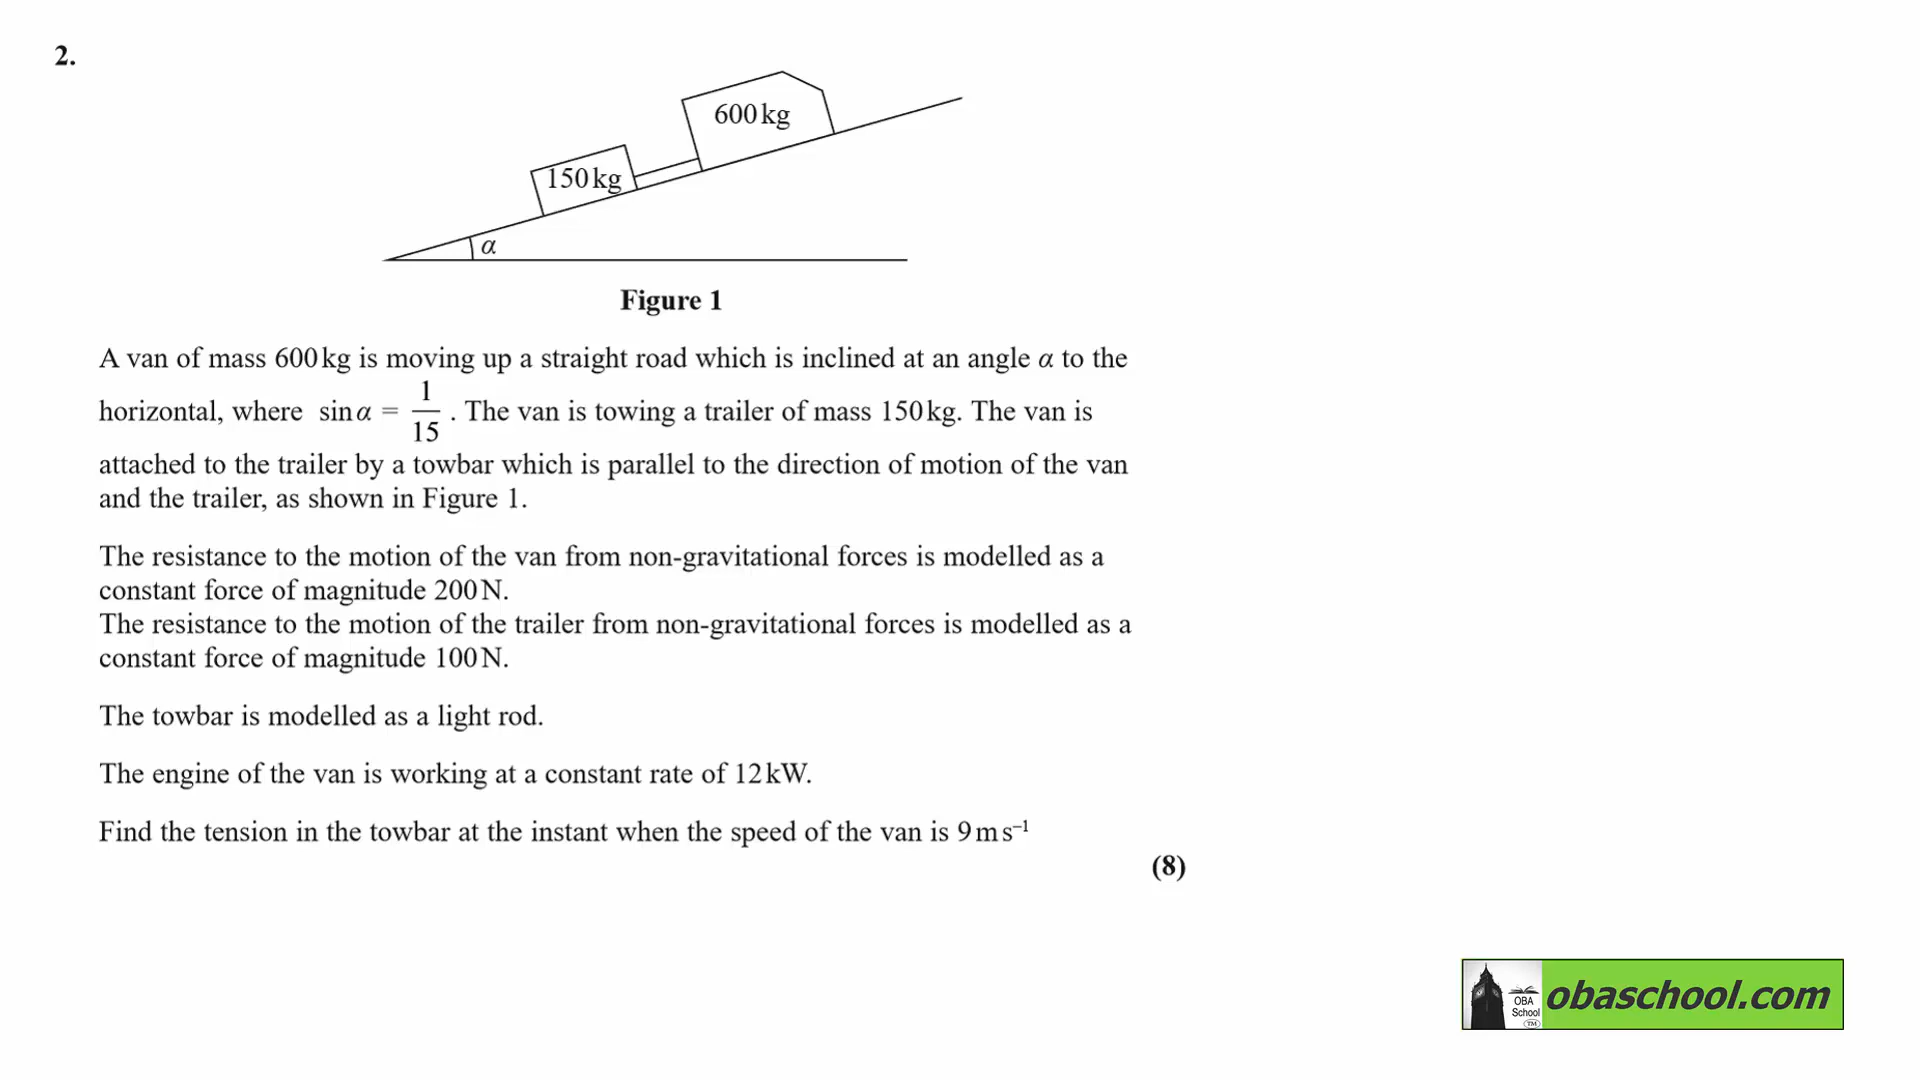 2.
600 kg
150 kg
α
Figure 1
A van of mass 600 kg is moving up a straight road which is inclined at an angle α to the
horizontal, where sin α = 1/15 . The van is towing a trailer of mass 150 kg. The van is
attached to the trailer by a towbar which is parallel to the direction of motion of the van
and the trailer, as shown in Figure 1.
The resistance to the motion of the van from non-gravitational forces is modelled as a
constant force of magnitude 200 N.
The resistance to the motion of the trailer from non-gravitational forces is modelled as a
constant force of magnitude 100 N.
The towbar is modelled as a light rod.
The engine of the van is working at a constant rate of 12 kW.
Find the tension in the towbar at the instant when the speed of the van is 9 m s⁻¹
(8)
OBA
School
TM
obaschool.com